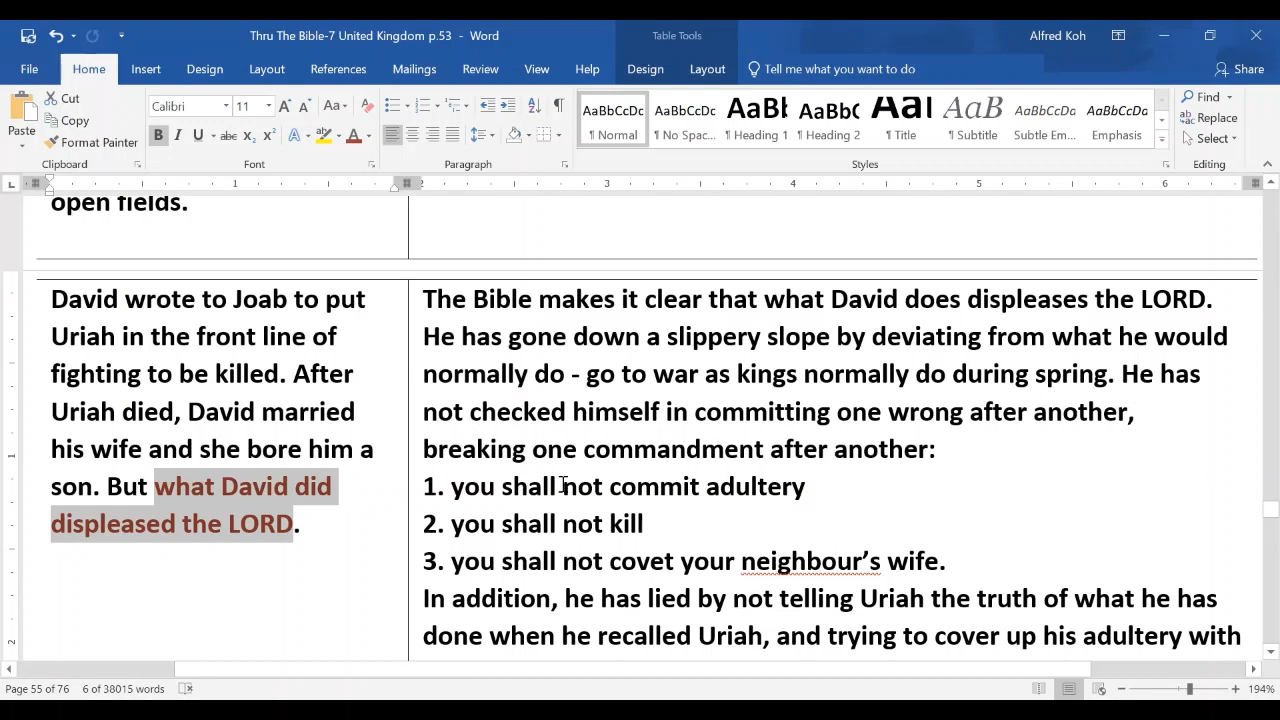 Thru The Bible-7 United Kingdom p.53 - Word
Table Tools
Alfred Koh
File
Home
Insert
Design
Layout
References
Mailings
Review
View
Help
Design
Layout
Tell me what you want to do
Share
Paste
Cut
Copy
Format Painter
Clipboard
Calibri
11
Font
Paragraph
AaBbCcDc
¶ Normal
AaBbCcDc
¶ No Spac...
AaBbC
¶ Heading 1
AaBbC
¶ Heading 2
AaB
¶ Title
AaB
¶ Subtitle
AaBbCcDc
Subtle Em...
AaBbCcDc
Emphasis
Styles
Find
Replace
Select
Editing
1
2
3
4
5
6
open fields.
David wrote to Joab to put
Uriah in the front line of
fighting to be killed. After
Uriah died, David married
his wife and she bore him a
son. But what David did
displeased the LORD.
The Bible makes it clear that what David does displeases the LORD.
He has gone down a slippery slope by deviating from what he would
normally do - go to war as kings normally do during spring. He has
not checked himself in committing one wrong after another,
breaking one commandment after another:
1. you shall not commit adultery
2. you shall not kill
3. you shall not covet your neighbour’s wife.
In addition, he has lied by not telling Uriah the truth of what he has
done when he recalled Uriah, and trying to cover up his adultery with
Page 55 of 76
6 of 38015 words
194%